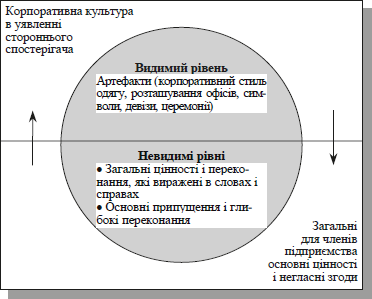 Корпоративна культура
в уявленні
стороннього
спостерігача
Видимий рівень
Артефакти (корпоративний стиль
одягу, розташування офісів, сим-
воли, девізи, церемонії)
Невидимі рівні
● Загальні цінності і переко-
нання, які виражені в словах і
справах
● Основні припущення і гли-
бокі переконання
Загальні
для членів
підприємства
основні цінності
і негласні згоди